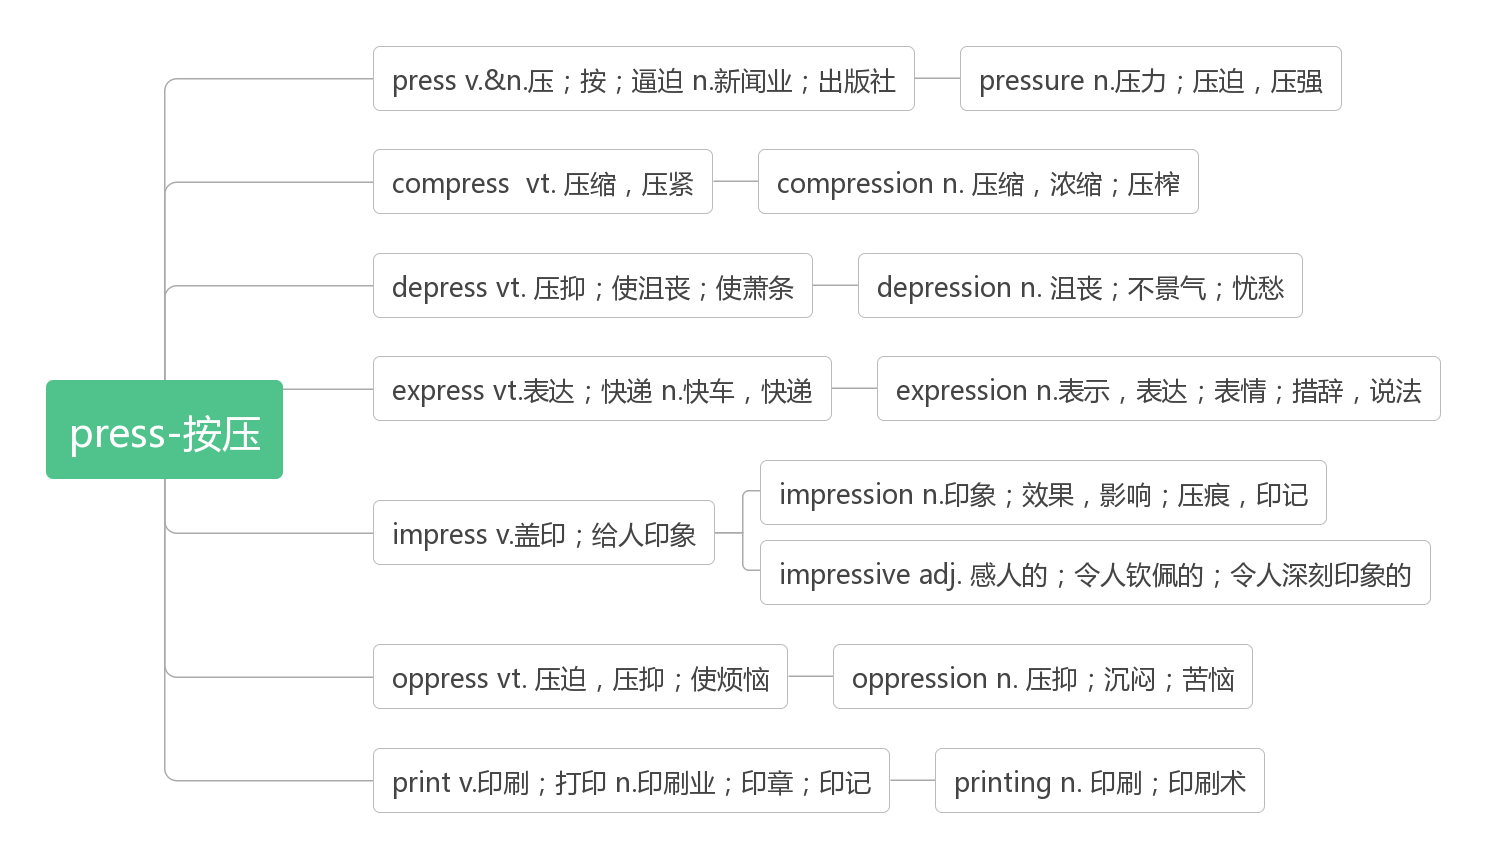 press-按压
press v.&n.压；按；逼迫 n.新闻业；出版社
pressure n.压力；压迫，压强
compress  vt. 压缩，压紧
compression n. 压缩，浓缩；压榨
depress vt. 压抑；使沮丧；使萧条
depression n. 沮丧；不景气；忧愁
express vt.表达；快递 n.快车，快递
expression n.表示，表达；表情；措辞，说法
impress v.盖印；给人印象
impression n.印象；效果，影响；压痕，印记
impressive adj. 感人的；令人钦佩的；令人深刻印象的
oppress vt. 压迫，压抑；使烦恼
oppression n. 压抑；沉闷；苦恼
print v.印刷；打印 n.印刷业；印章；印记
printing n. 印刷；印刷术